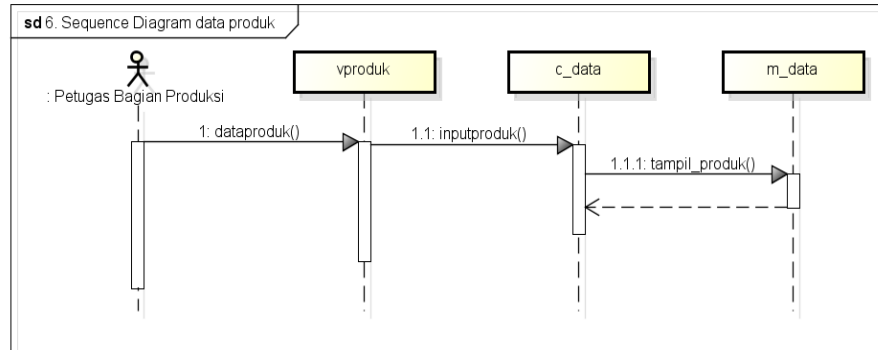 sd 6. Sequence Diagram data produk
: Petugas Bagian Produksi
vproduk
c_data
m_data
1: dataproduk()
1.1: inputproduk()
1.1.1: tampil_produk()